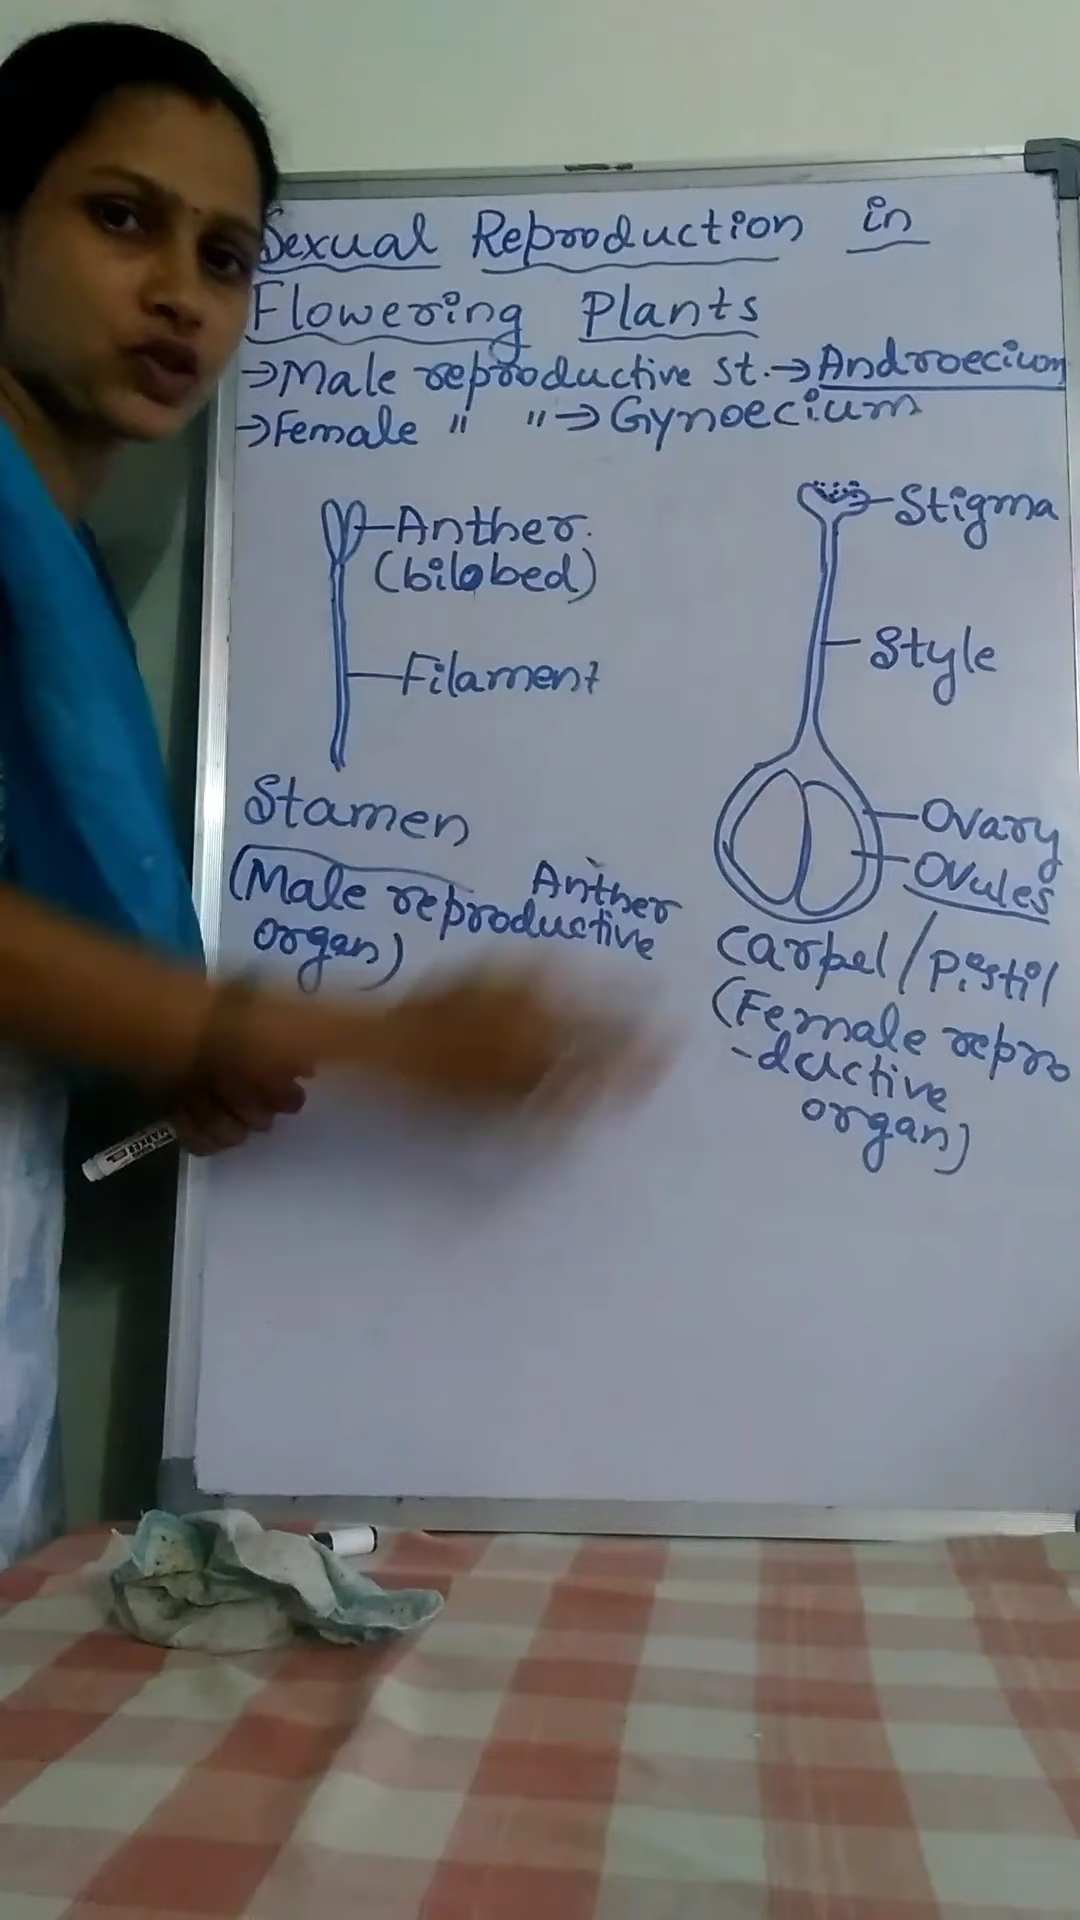 Sexual Reproduction in
Flowering Plants
→Male reproductive st.→Androecium
→Female " "→Gynoecium
Anther.
(bilobed)
Filament
Stamen
(Male reproductive
organ)
Anther
Stigma
Style
Ovary
Ovules
Carpel/Pistil
(Female repro
-ductive
organ)
MARKER